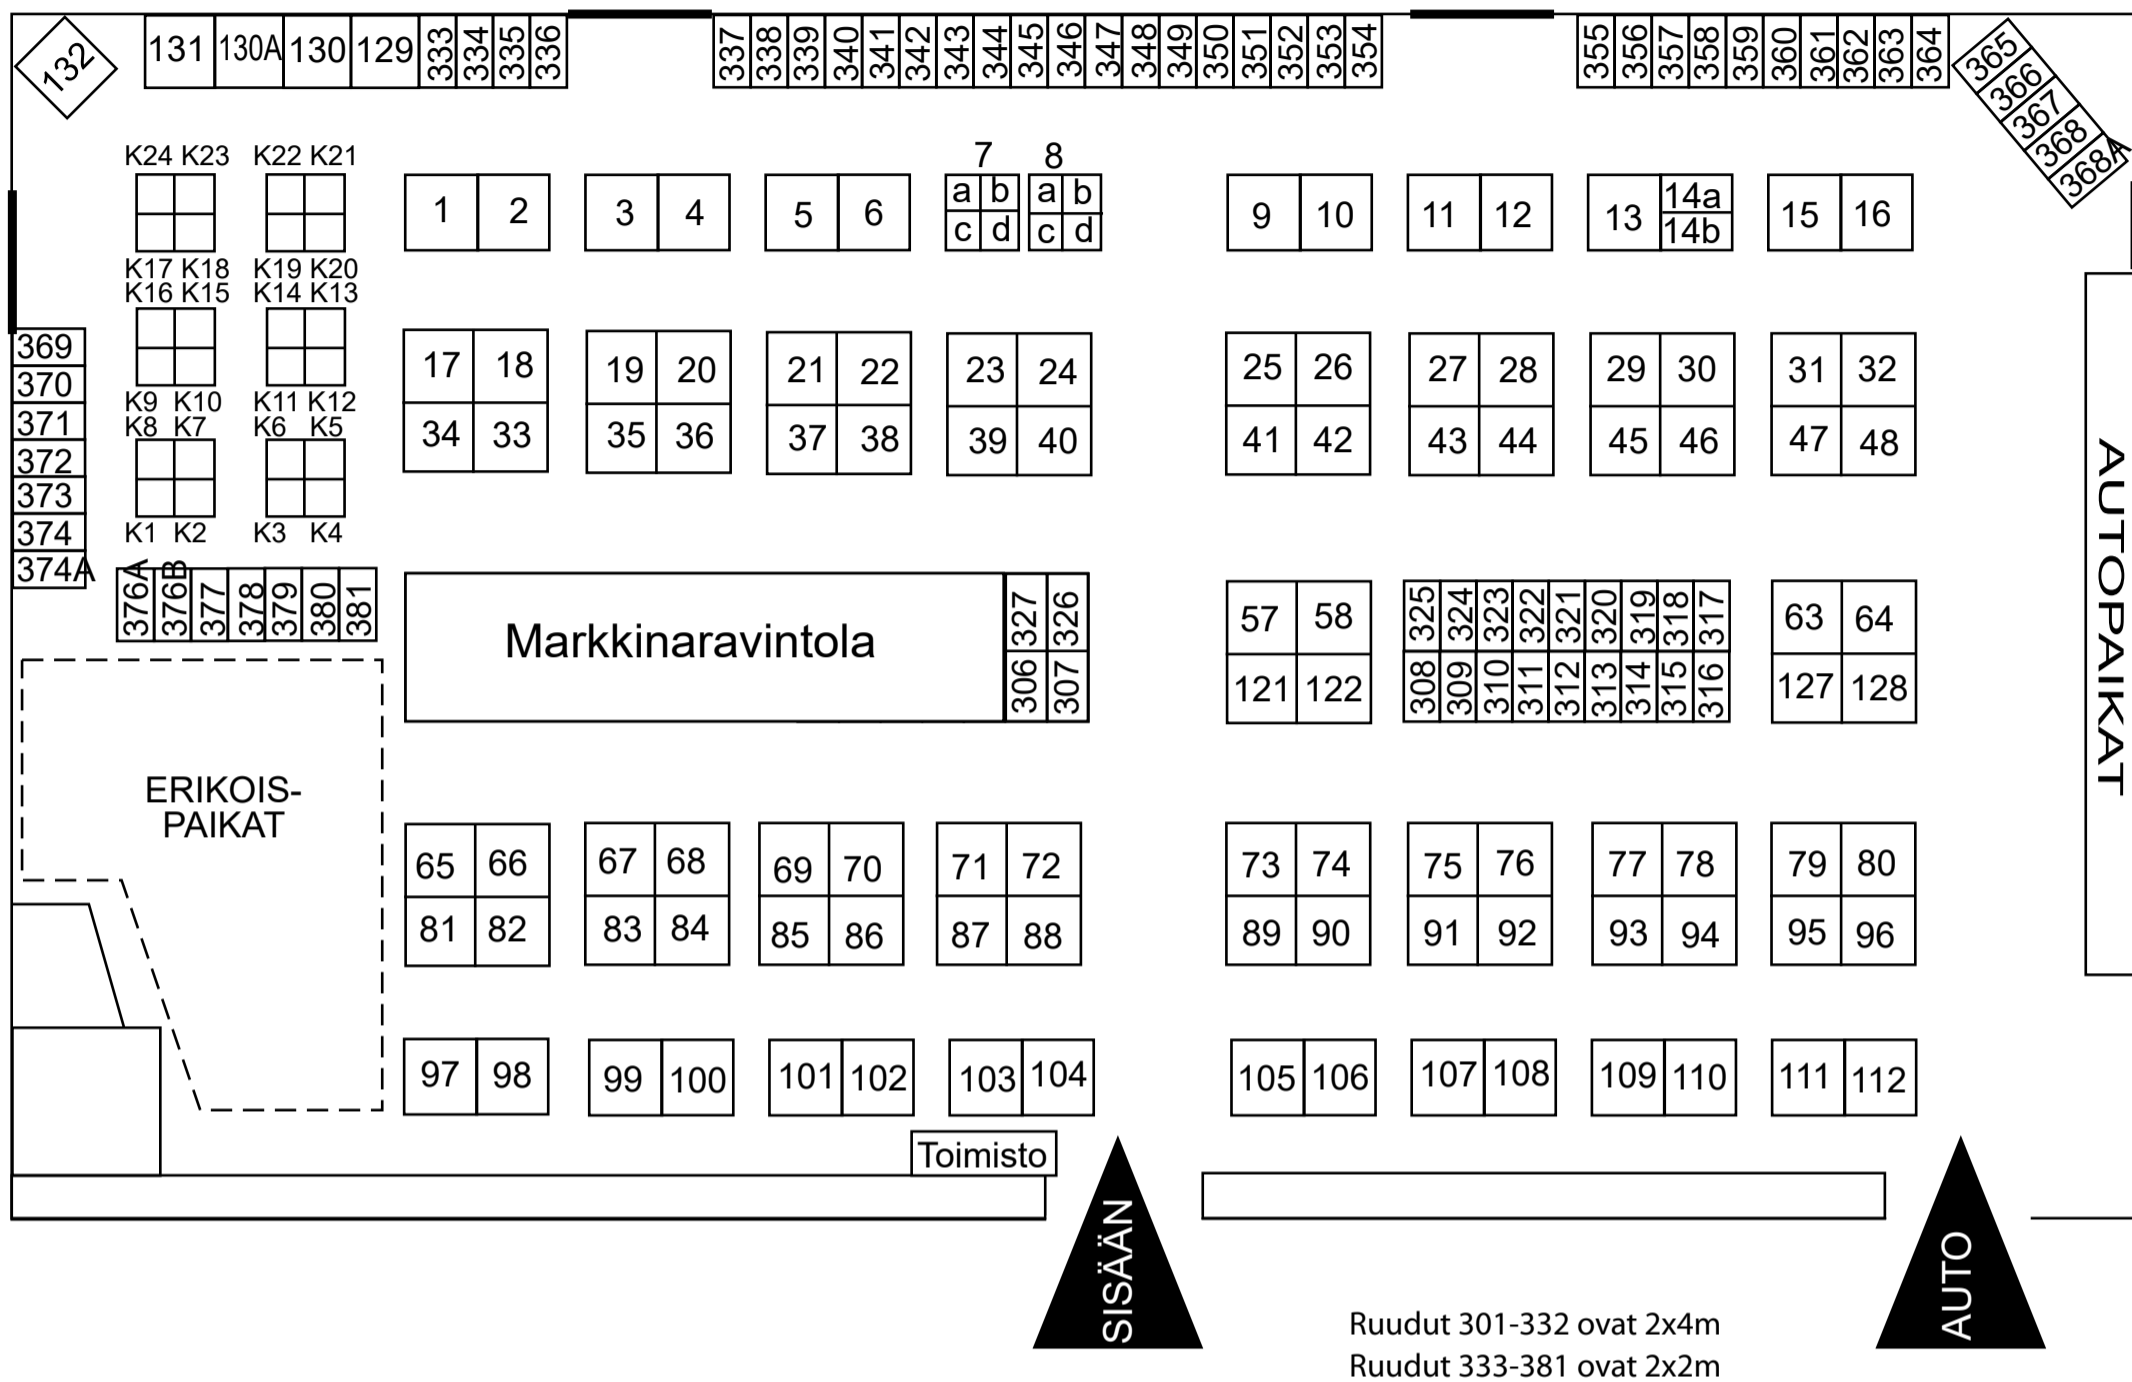 132 131 130A 130 129 333 334 335 336 337 338 339 340 341 342 343 344 345 346 347 348 349 350 351 352 353 354 355 356 357 358 359 360 361 362 363 364 365 366 367 368 368A
K24 K23 K22 K21 7 8
1 2 3 4 5 6 a b a b 9 10 11 12 13 14a 15 16
c d c d 14b
K17 K18 K19 K20
K16 K15 K14 K13
369 17 18 19 20 21 22 23 24 25 26 27 28 29 30 31 32
370
K9 K10 K11 K12
371 K8 K7 K6 K5 34 33 35 36 37 38 39 40 41 42 43 44 45 46 47 48
372
373
374 K1 K2 K3 K4
374A 376A 376B 377 378 379 380 381
Markkinaravintola 327 326 57 58 325 324 323 322 321 320 319 318 317 63 64
306 307 121 122 308 309 310 311 312 313 314 315 316 127 128
AUTOPAIKAT
ERIKOIS-
PAIKAT
65 66 67 68 69 70 71 72 73 74 75 76 77 78 79 80
81 82 83 84 85 86 87 88 89 90 91 92 93 94 95 96
97 98 99 100 101 102 103 104 105 106 107 108 109 110 111 112
Toimisto
SISÄÄN
AUTO
Ruudut 301-332 ovat 2x4m
Ruudut 333-381 ovat 2x2m